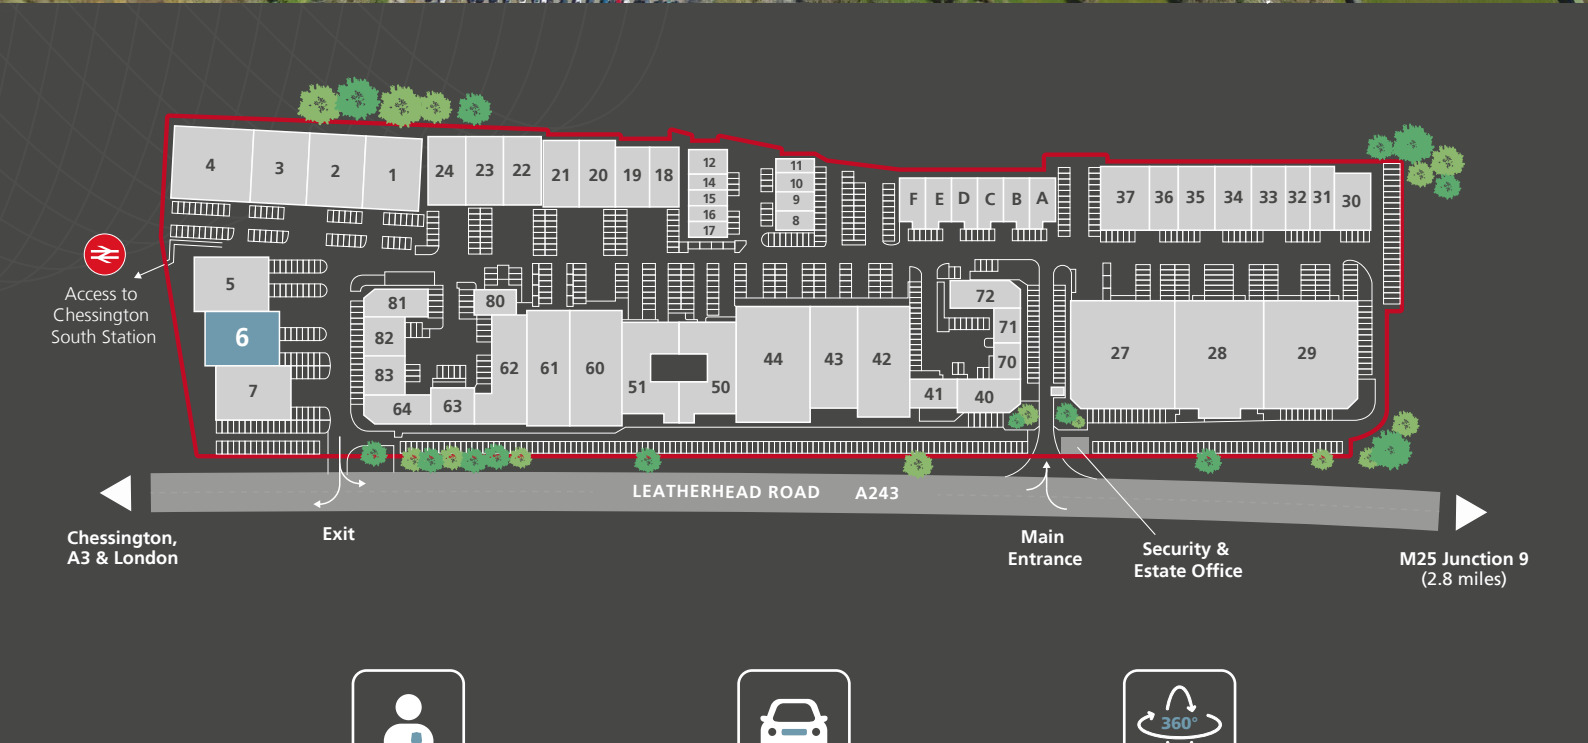 4
3
2
1
24
23
22
21
20
19
18
12
14
15
16
17
11
10
9
8
F
E
D
C
B
A
37
36
35
34
33
32
31
30
5
6
7
Access to
Chessington
South Station
81
80
82
83
64
63
62
61
60
51
50
44
43
42
41
40
72
71
70
27
28
29
LEATHERHEAD ROAD A243
Chessington,
A3 & London
Exit
Main
Entrance
Security &
Estate Office
M25 Junction 9
(2.8 miles)
360°